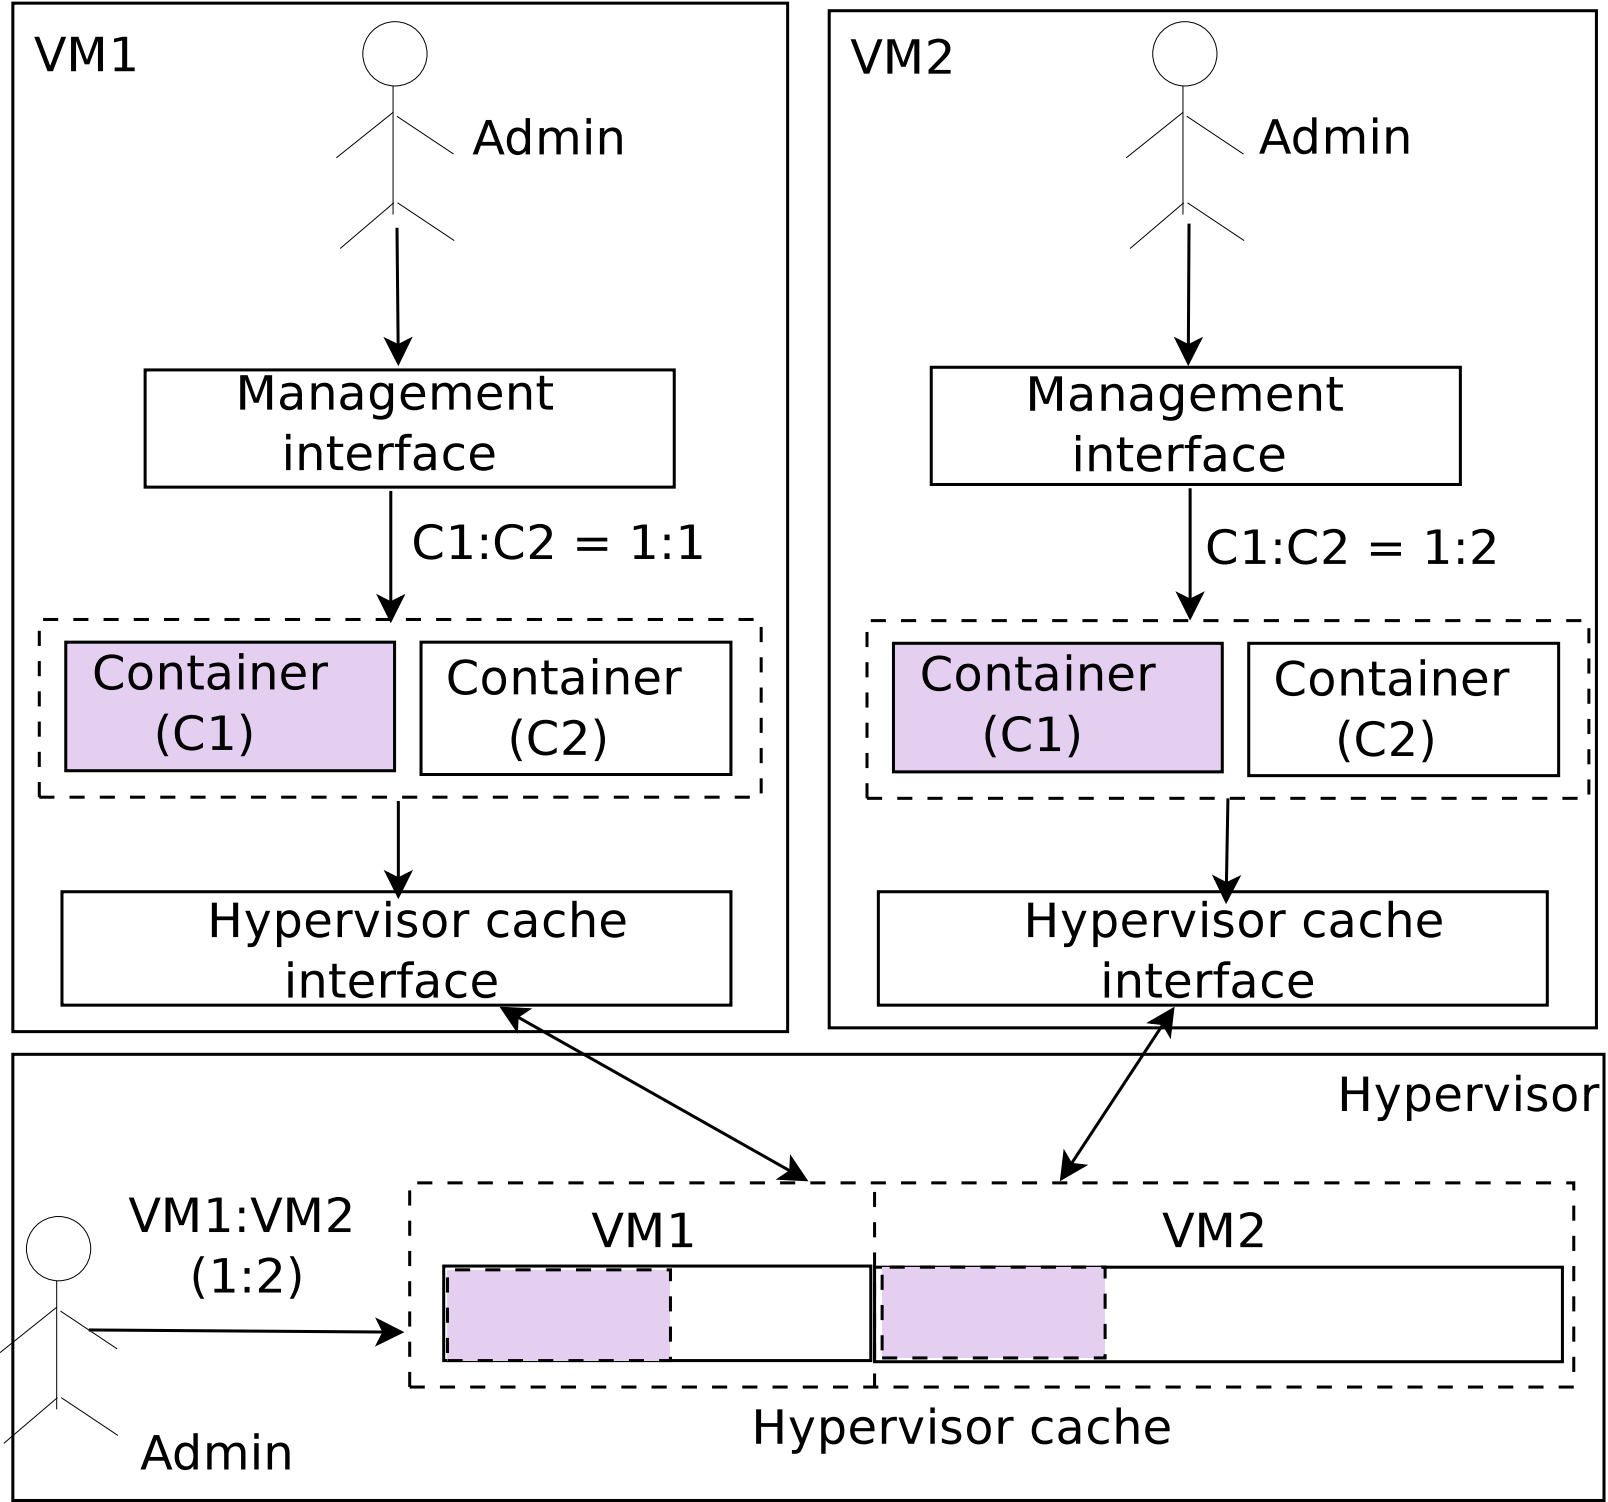 VM1
Admin
Management
interface
C1:C2 = 1:1
Container
(C1)
Container
(C2)
Hypervisor cache
interface
VM2
Admin
Management
interface
C1:C2 = 1:2
Container
(C1)
Container
(C2)
Hypervisor cache
interface
Hypervisor
VM1:VM2
(1:2)
Admin
VM1
VM2
Hypervisor cache